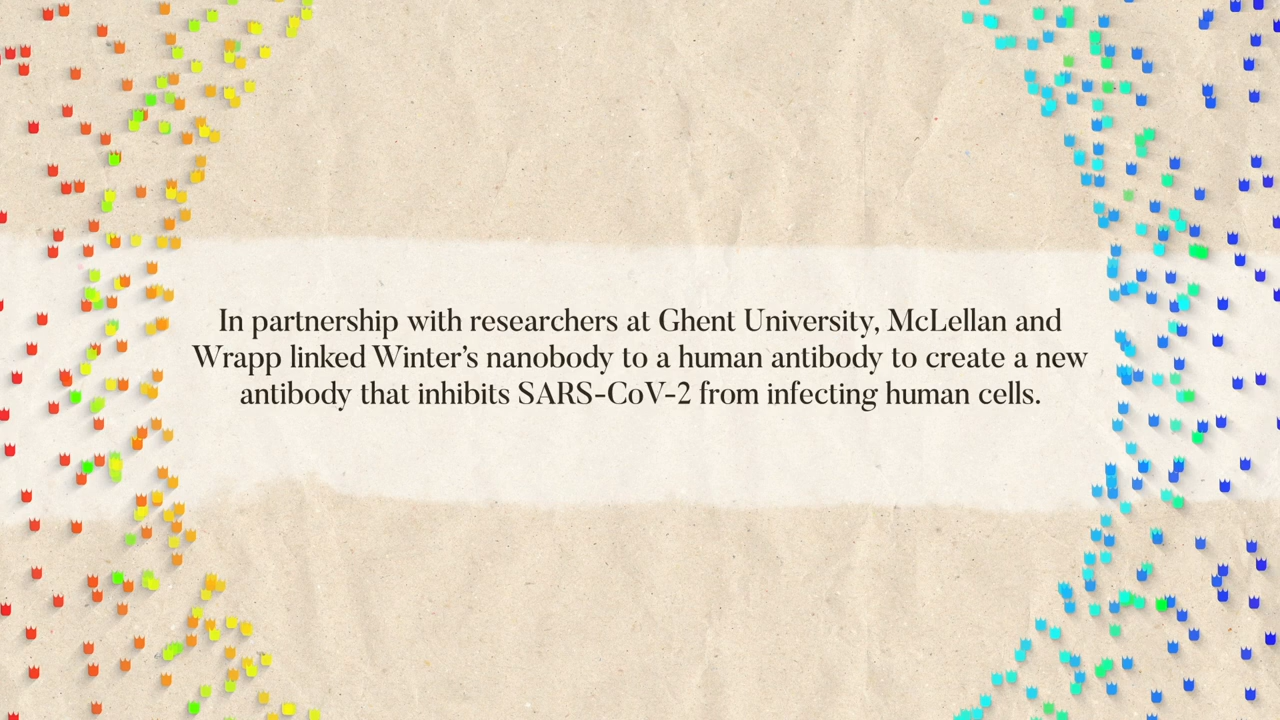 In partnership with researchers at Ghent University, McLellan and
Wrapp linked Winter’s nanobody to a human antibody to create a new
antibody that inhibits SARS-CoV-2 from infecting human cells.